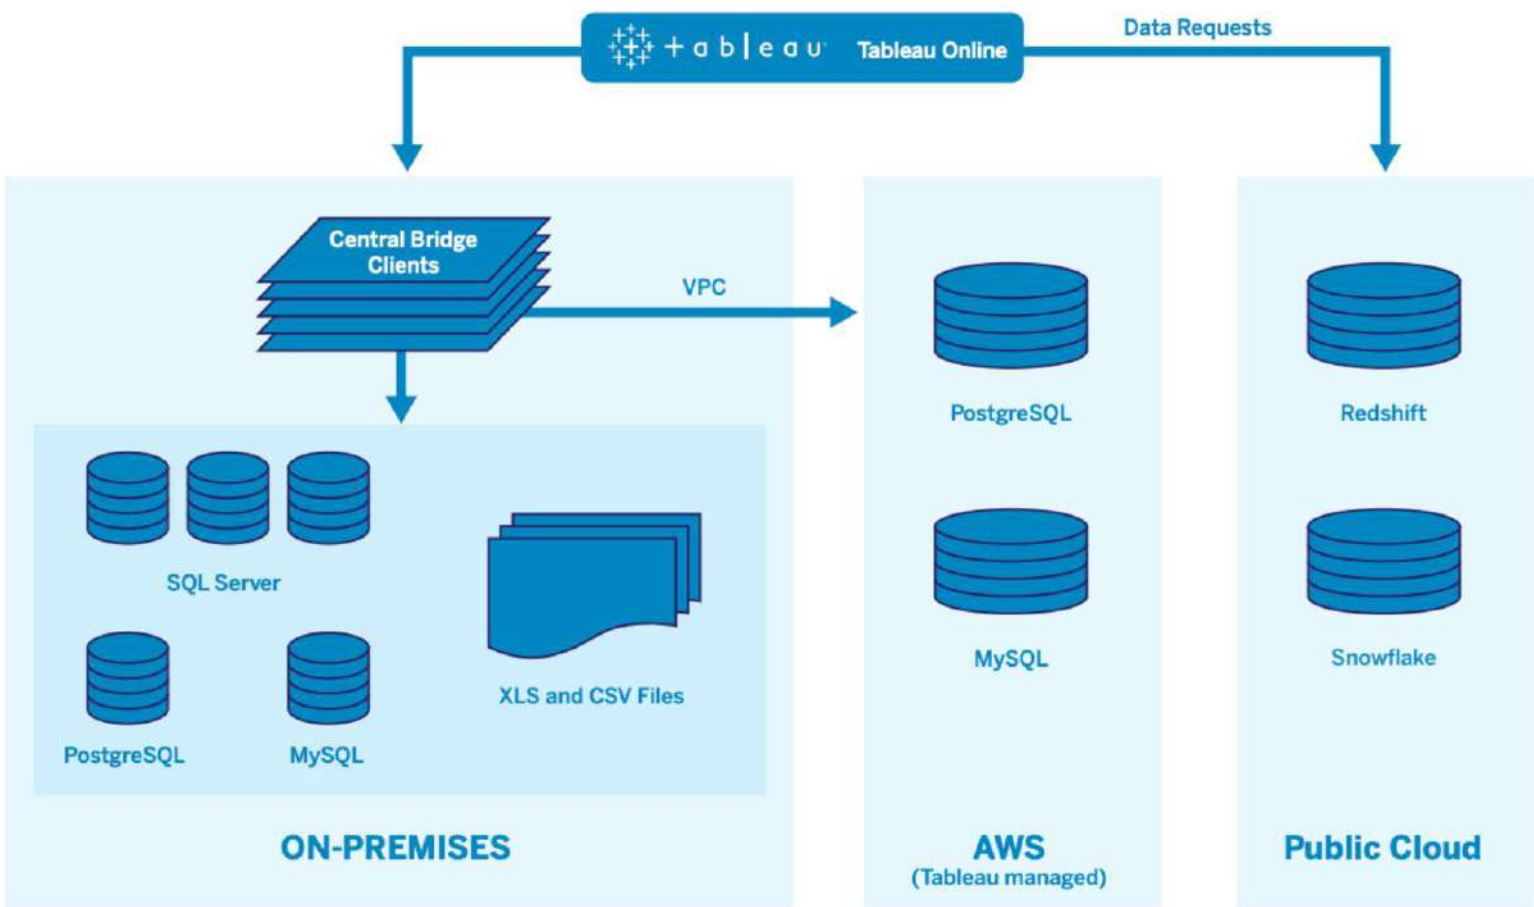 +ableau Tableau Online
Data Requests
Central Bridge
Clients
VPC
PostgreSQL
Redshift
SQL Server
MySQL
Snowflake
XLS and CSV Files
PostgreSQL
MySQL
ON-PREMISES
AWS
(Tableau managed)
Public Cloud